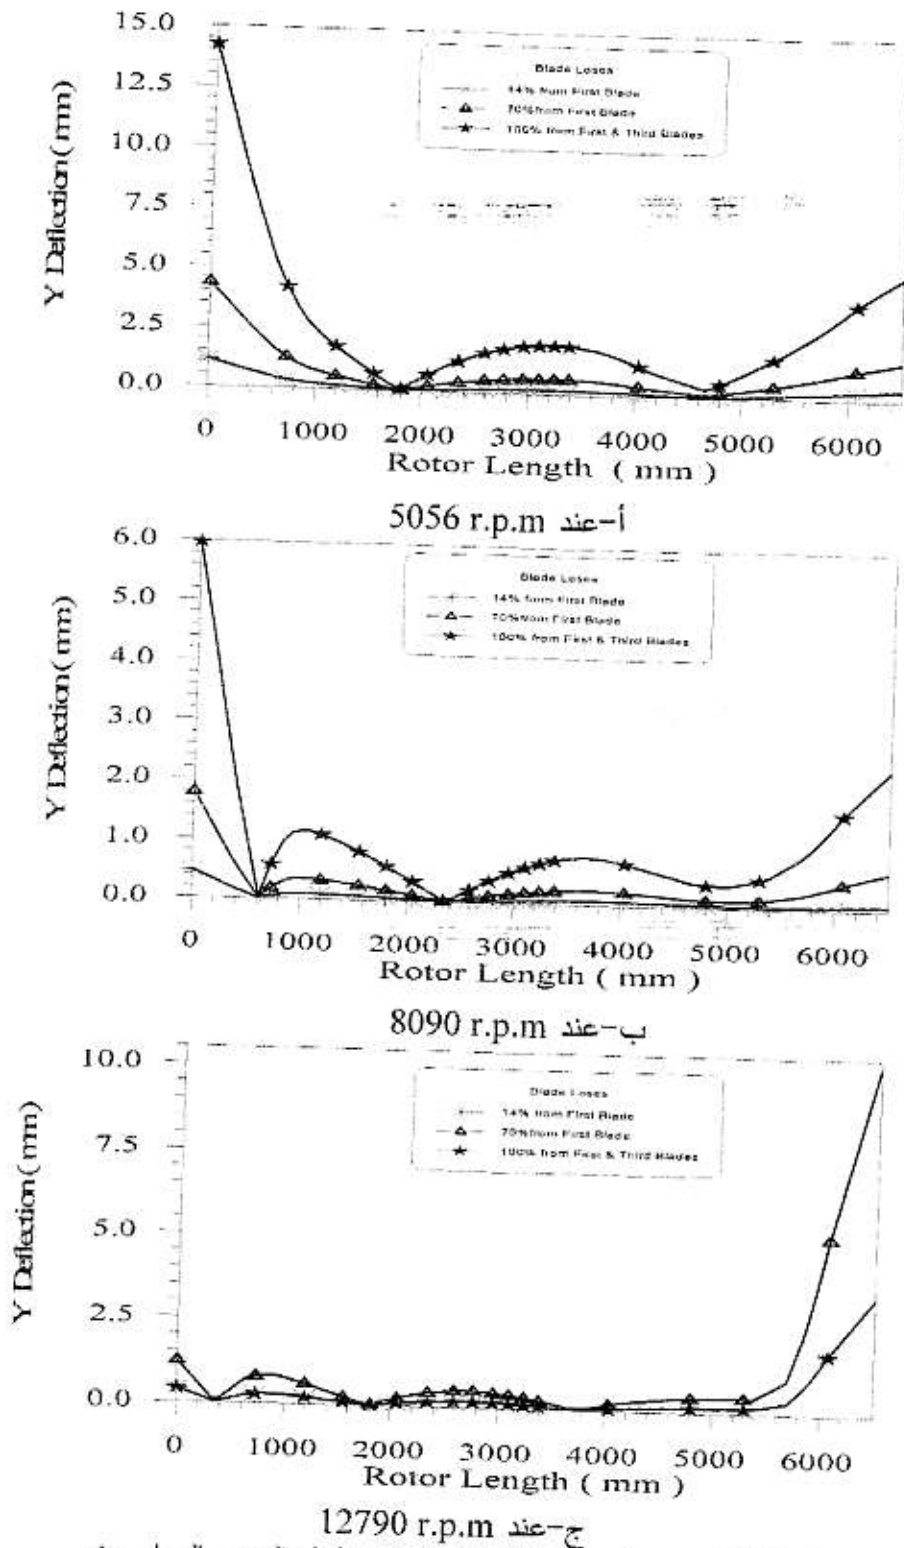 15.0
12.5
10.0
7.5
5.0
2.5
0.0
Y Deflection ( mm )
Blade Loses
14% from First Blade
70%from First Blade
100% from First & Third Blades
0 1000 2000 3000 4000 5000 6000
Rotor Length ( mm )
أ-عند 5056 r.p.m
6.0
5.0
4.0
3.0
2.0
1.0
0.0
Y Deflection ( mm )
Blade Loses
14% from First Blade
70%from First Blade
100% from First & Third Blades
0 1000 2000 3000 4000 5000 6000
Rotor Length ( mm )
ب-عند 8090 r.p.m
10.0
7.5
5.0
2.5
0.0
Y Deflection ( mm )
Blade Loses
14% from First Blade
70%from First Blade
100% from First & Third Blades
0 1000 2000 3000 4000 5000 6000
Rotor Length ( mm )
ج-عند 12790 r.p.m